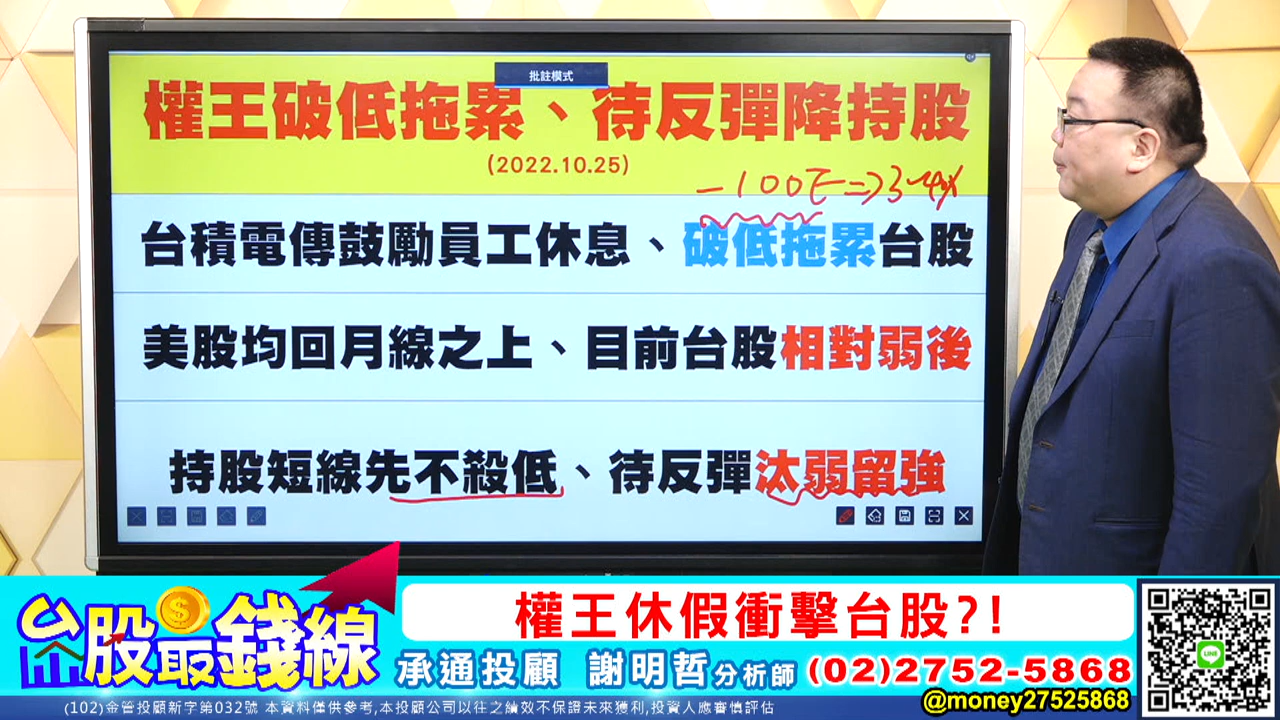 批註模式
權王破低拖累、待反彈降持股
(2022.10.25)
台積電傳鼓勵員工休息、破低拖累台股
美股均回月線之上、目前台股相對弱後
持股短線先不殺低、待反彈汰弱留強
台股最錢線
權王休假衝擊台股?!
承通投顧 謝明哲分析師 (02)2752-5868
@money27525868
(102)金管投顧新字第032號 本資料僅供參考,本投顧公司以往之績效不保證未來獲利,投資人應審慎評估
LINE